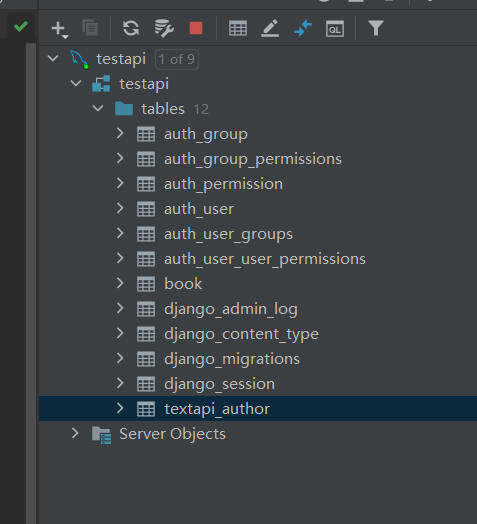 QL
testapi 1 of 9
testapi
tables 12
auth_group
auth_group_permissions
auth_permission
auth_user
auth_user_groups
auth_user_user_permissions
book
django_admin_log
django_content_type
django_migrations
django_session
textapi_author
Server Objects